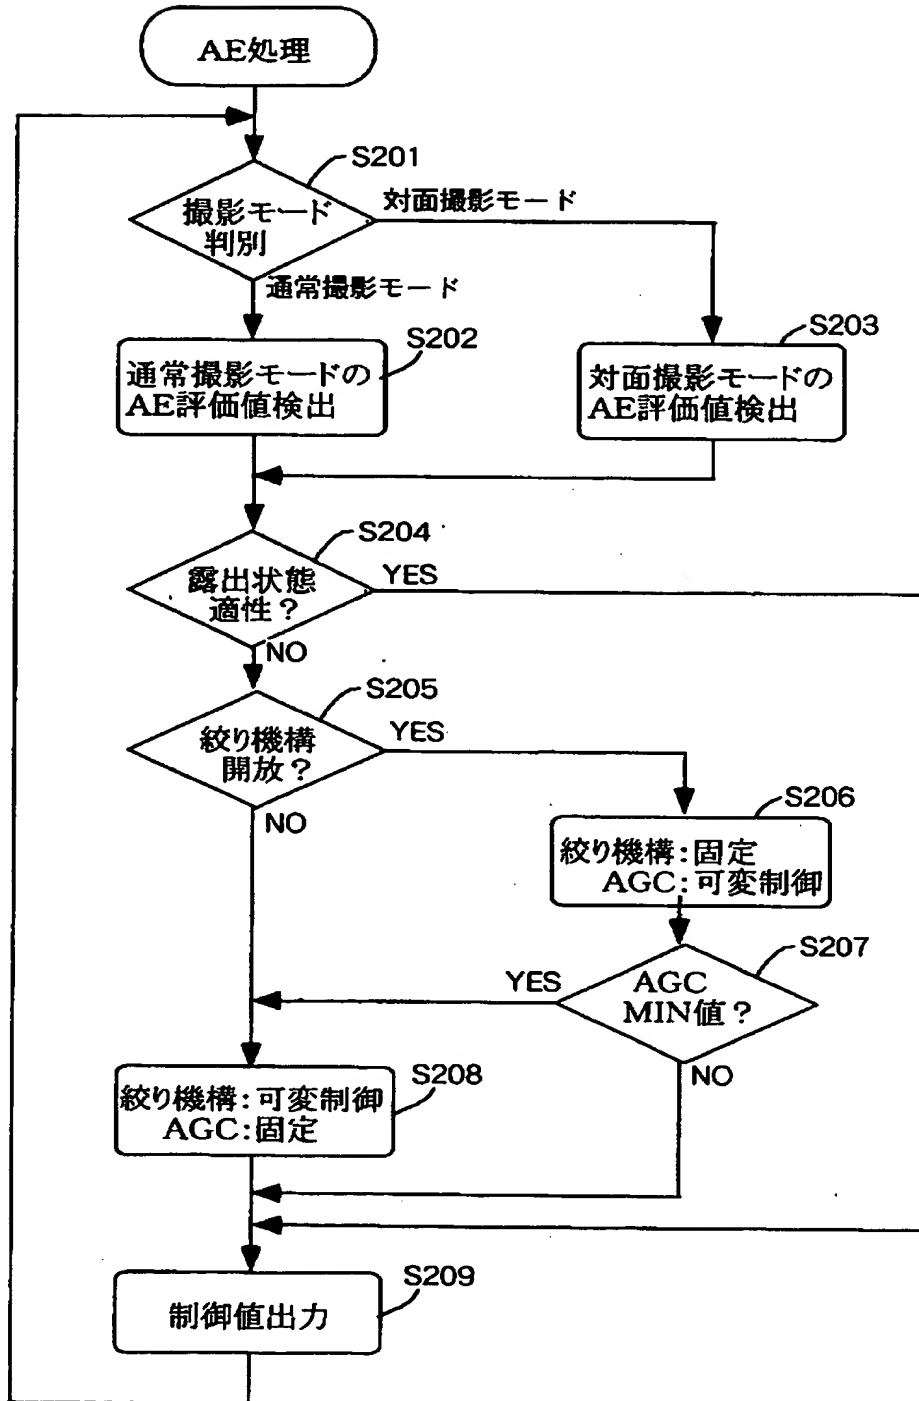 AE処理
S201
撮影モード
判別
対面撮影モード
通常撮影モード
S202
通常撮影モードの
AE評価値検出
S203
対面撮影モードの
AE評価値検出
S204
露出状態
適性？
YES
NO
S205
絞り機構
開放？
YES
NO
S206
絞り機構：固定
AGC：可変制御
S207
AGC
MIN値？
YES
NO
S208
絞り機構：可変制御
AGC：固定
S209
制御値出力